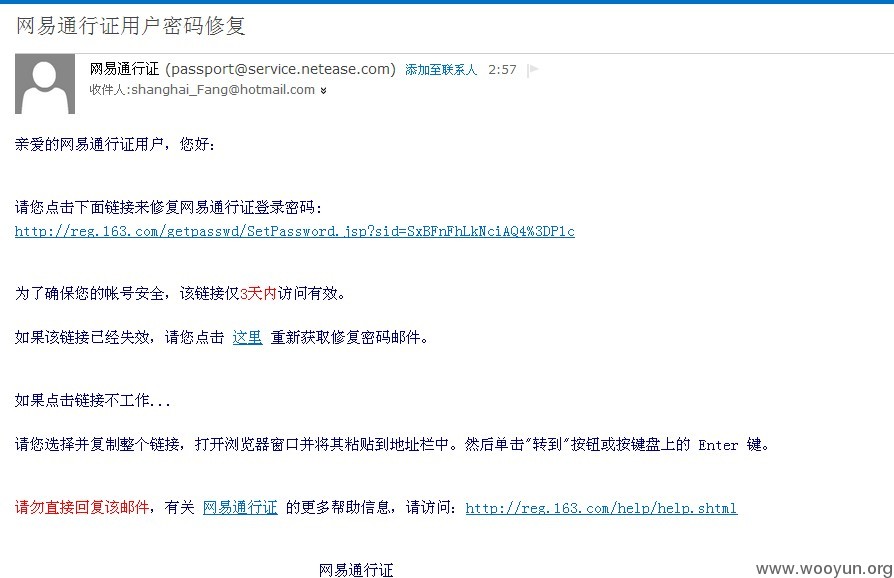 网易通行证用户密码修复
网易通行证 (passport@service.netease.com) 添加至联系人 2:57
收件人:shanghai_Fang@hotmail.com
亲爱的网易通行证用户，您好：
请您点击下面链接来修复网易通行证登录密码：
http://reg.163.com/getpasswd/SetPassword.jsp?sid=SxBFnFhLkNciAQ4%3DP1c
为了确保您的帐号安全，该链接仅3天内访问有效。
如果该链接已经失效，请您点击 这里 重新获取修复密码邮件。
如果点击链接不工作...
请您选择并复制整个链接，打开浏览器窗口并将其粘贴到地址栏中。然后单击"转到"按钮或按键盘上的 Enter 键。
请勿直接回复该邮件，有关 网易通行证 的更多帮助信息，请访问：http://reg.163.com/help/help.shtml
网易通行证
www.wooyun.org